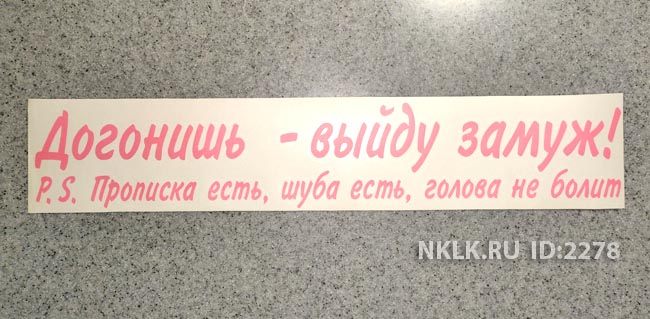 Догонишь - выйду замуж!
P.S. Прописка есть, шуба есть, голова не болит
NKLK.RU ID:2278